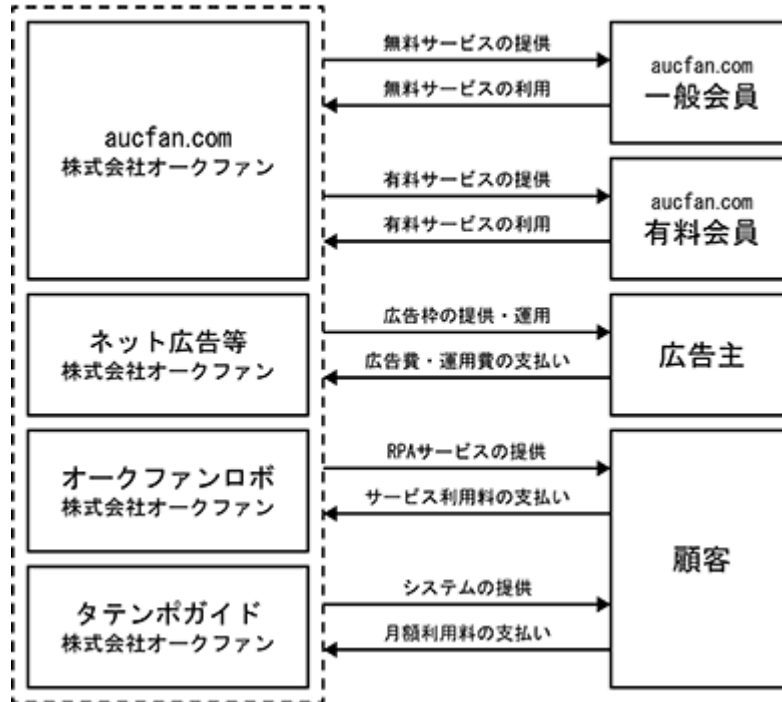 aucfan.com
株式会社オークファン
無料サービスの提供
無料サービスの利用
aucfan.com
一般会員
有料サービスの提供
有料サービスの利用
aucfan.com
有料会員
ネット広告等
株式会社オークファン
広告枠の提供・運用
広告費・運用費の支払い
広告主
オークファンロボ
株式会社オークファン
RPAサービスの提供
サービス利用料の支払い
顧客
タテンポガイド
株式会社オークファン
システムの提供
月額利用料の支払い